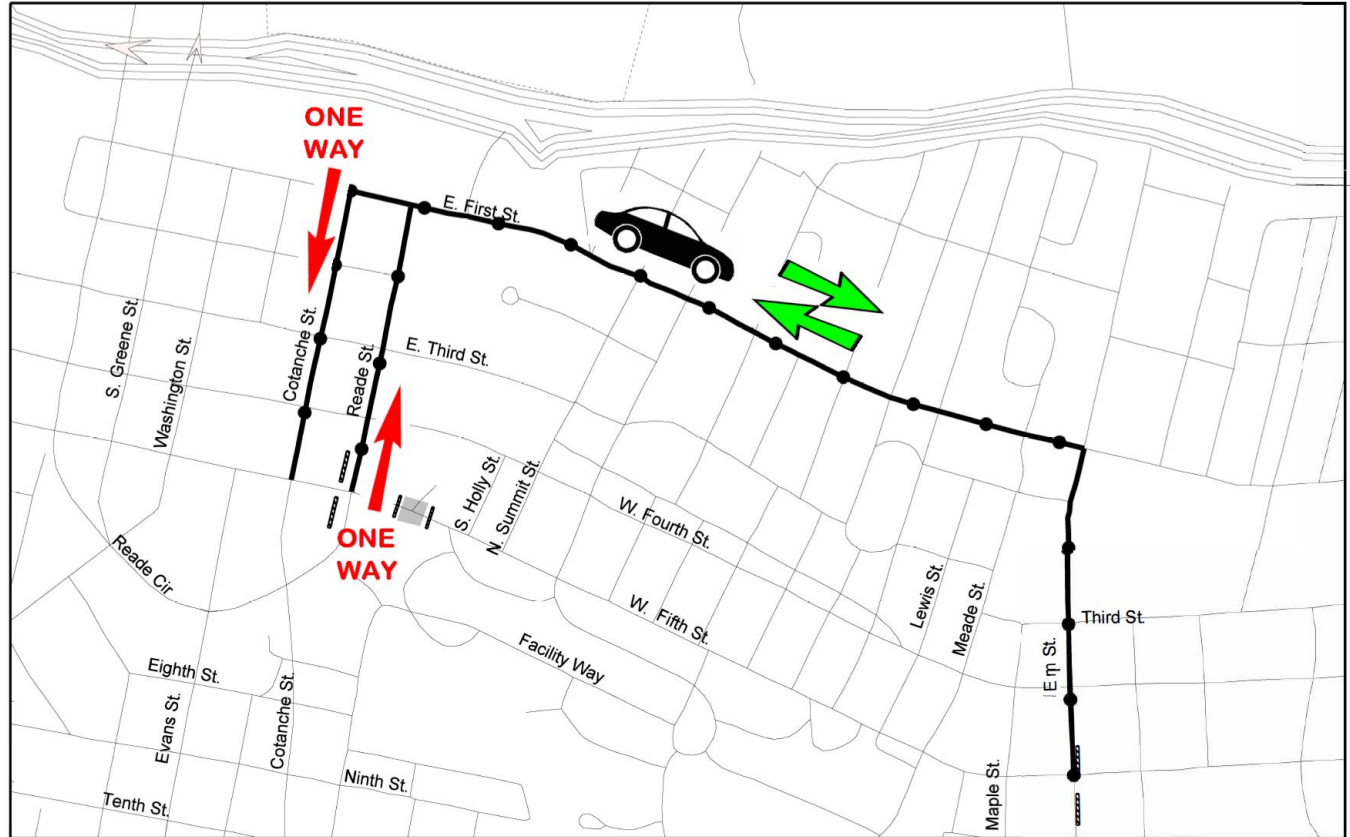 ONE
WAY
E. First St.
S. Greene St.
Washington St.
Cotanche St.
Reade St.
E. Third St.
ONE
WAY
S. Holly St.
N. Summit St.
W. Fourth St.
W. Fifth St.
Lewis St.
Meade St.
Third St.
E m St.
Reade Cir
Facility Way
Eighth St.
Evans St.
Cotanche St.
Ninth St.
Tenth St.
Maple St.